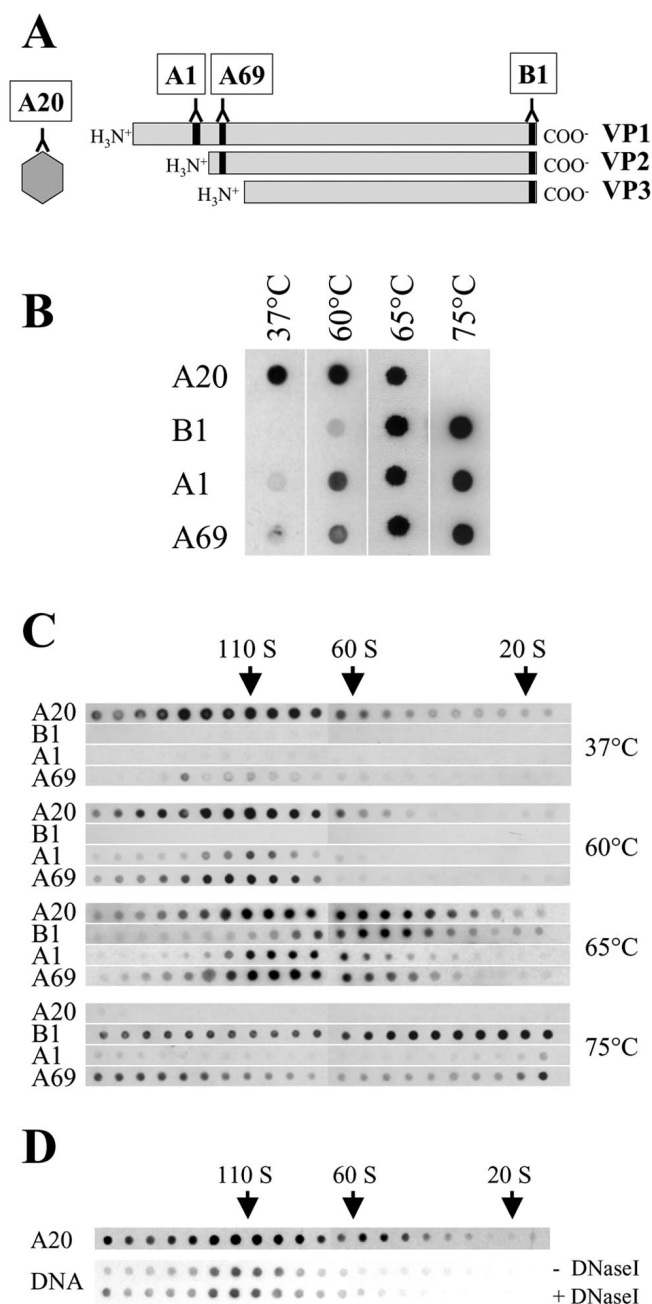 A
A1 A69 B1
A20
H₃N⁺ COO⁻ VP1
H₃N⁺ COO⁻ VP2
H₃N⁺ COO⁻ VP3
B
37°C 60°C 65°C 75°C
A20
B1
A1
A69
C
110 S 60 S 20 S
A20
B1
A1
A69
37°C
A20
B1
A1
A69
60°C
A20
B1
A1
A69
65°C
A20
B1
A1
A69
75°C
D
110 S 60 S 20 S
A20
DNA
- DNaseI
+ DNaseI